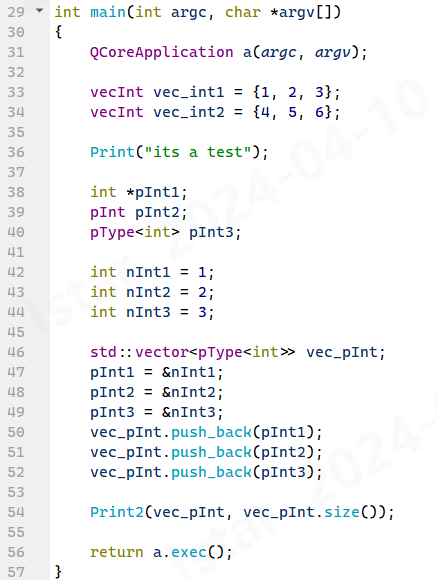 29 int main(int argc, char *argv[])
30 {
31     QCoreApplication a(argc, argv);
32
33     vecInt vec_int1 = {1, 2, 3};
34     vecInt vec_int2 = {4, 5, 6};
35
36     Print("its a test");
37
38     int *pInt1;
39     pInt pInt2;
40     pType<int> pInt3;
41
42     int nInt1 = 1;
43     int nInt2 = 2;
44     int nInt3 = 3;
45
46     std::vector<pType<int>> vec_pInt;
47     pInt1 = &nInt1;
48     pInt2 = &nInt2;
49     pInt3 = &nInt3;
50     vec_pInt.push_back(pInt1);
51     vec_pInt.push_back(pInt2);
52     vec_pInt.push_back(pInt3);
53
54     Print2(vec_pInt, vec_pInt.size());
55
56     return a.exec();
57 }